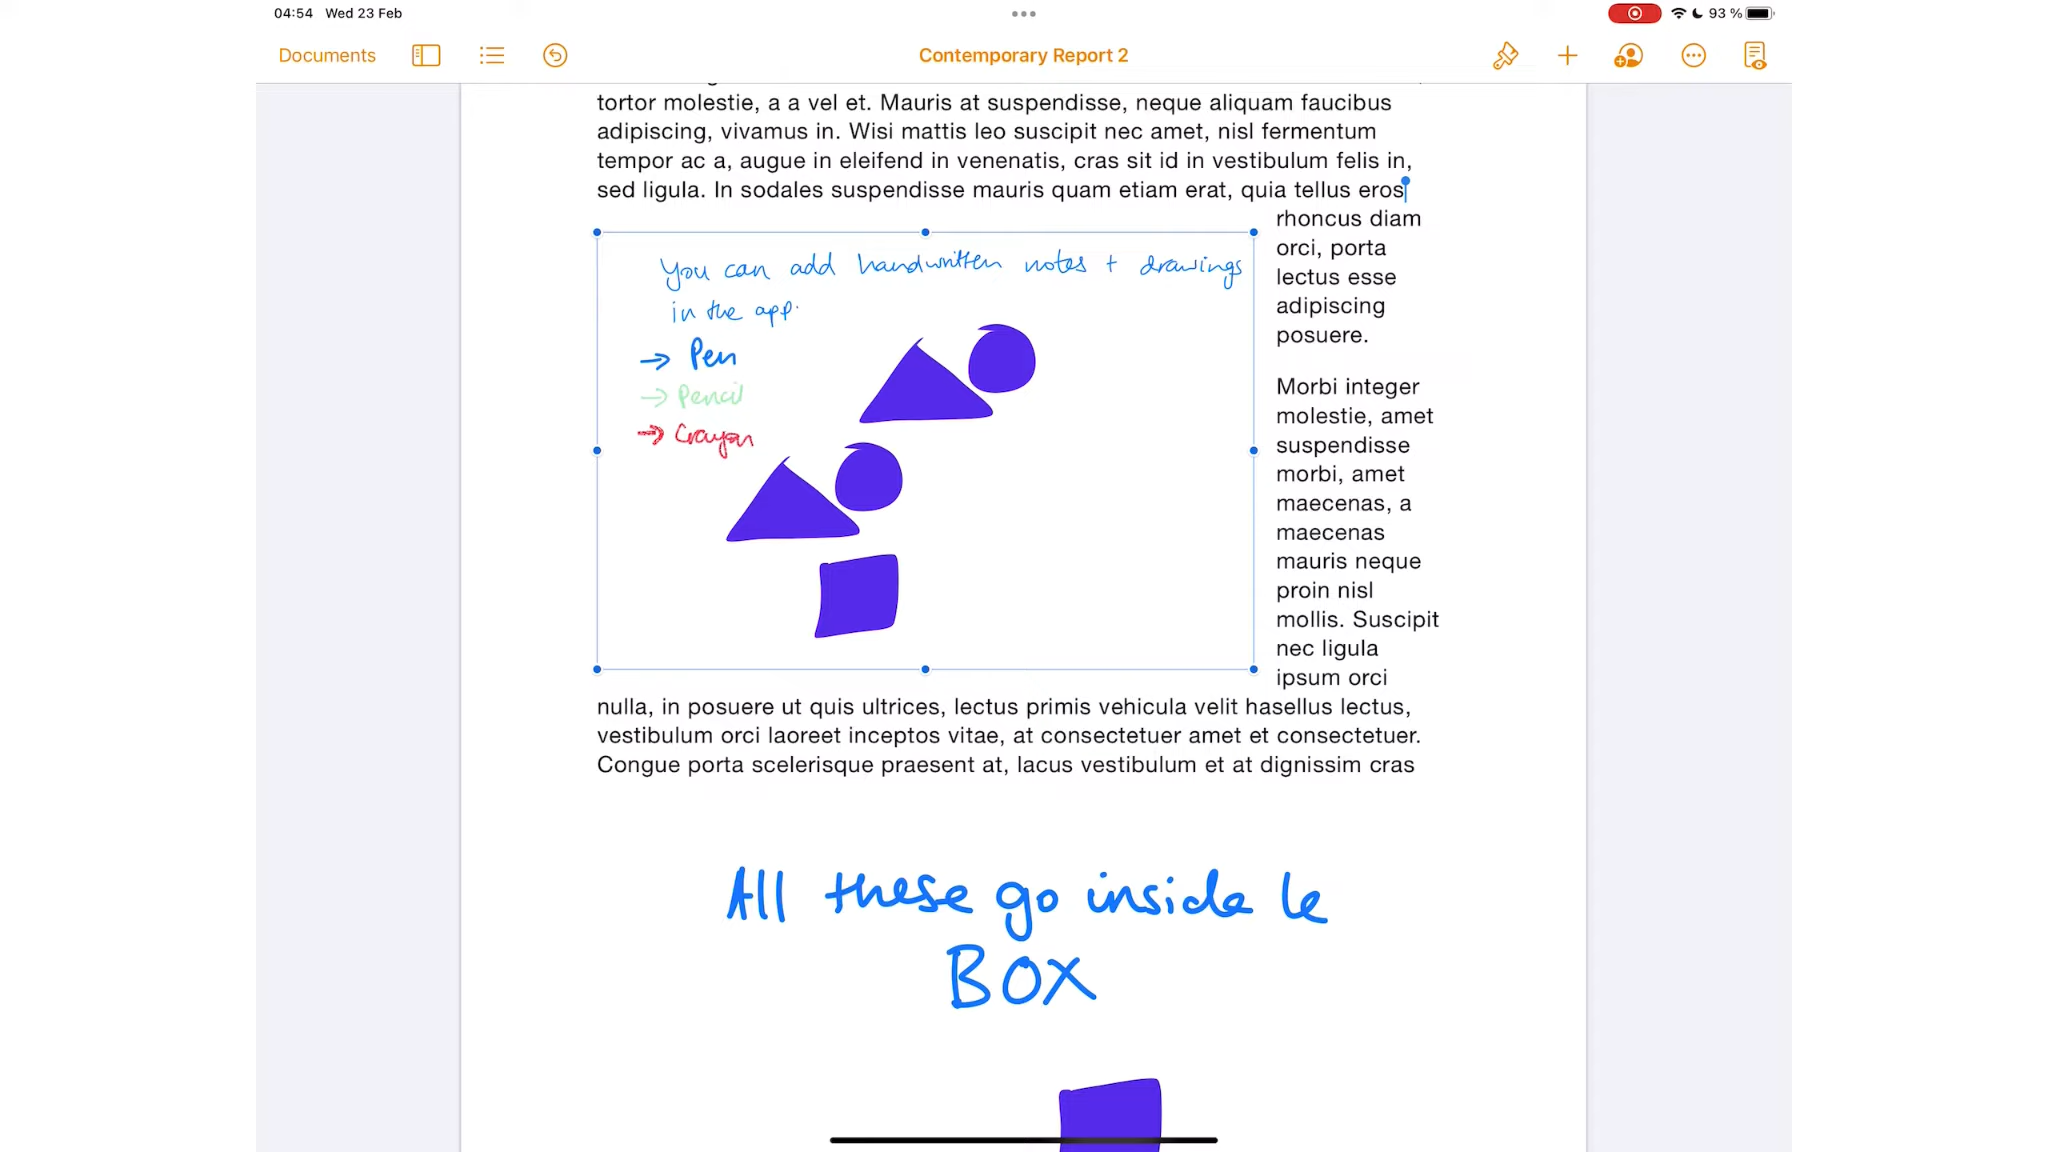 04:54 Wed 23 Feb
93 %
Documents
Contemporary Report 2
tortor molestie, a a vel et. Mauris at suspendisse, neque aliquam faucibus
adipiscing, vivamus in. Wisi mattis leo suscipit nec amet, nisl fermentum
tempor ac a, augue in eleifend in venenatis, cras sit id in vestibulum felis in,
sed ligula. In sodales suspendisse mauris quam etiam erat, quia tellus eros
rhoncus diam
orci, porta
lectus esse
adipiscing
posuere.
You can add handwritten notes + drawings
in the app.
→ Pen
→ Pencil
→ Crayon
Morbi integer
molestie, amet
suspendisse
morbi, amet
maecenas, a
maecenas
mauris neque
proin nisl
mollis. Suscipit
nec ligula
ipsum orci
nulla, in posuere ut quis ultrices, lectus primis vehicula velit hasellus lectus,
vestibulum orci laoreet inceptos vitae, at consectetuer amet et consectetuer.
Congue porta scelerisque praesent at, lacus vestibulum et at dignissim cras
All these go inside le
BOX